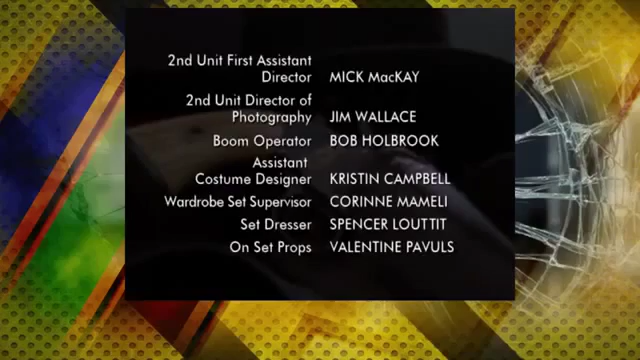 2nd Unit First Assistant
Director MICK MacKAY
2nd Unit Director of
Photography JIM WALLACE
Boom Operator BOB HOLBROOK
Assistant
Costume Designer KRISTIN CAMPBELL
Wardrobe Set Supervisor CORINNE MAMELI
Set Dresser SPENCER LOUTTIT
On Set Props VALENTINE PAVULS